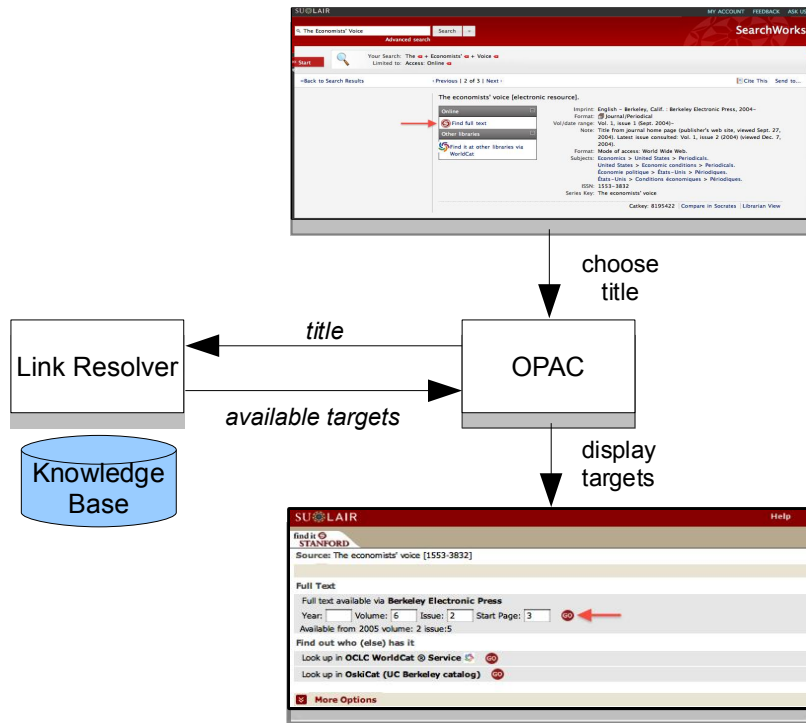 SU LAIR MY ACCOUNT FEEDBACK ASK US
The Economists' Voice Search SearchWorks
Advanced search
Start Your Search: The + Economists' + Voice
Limited to: Access: Online
«Back to Search Results ‹ Previous | 2 of 3 | Next › Cite This Send to...
The economists' voice [electronic resource].
Online
Find full text
Other libraries
Find it at other libraries via
WorldCat
Imprint: English – Berkeley, Calif. : Berkeley Electronic Press, 2004–
Format: Journal/Periodical
Vol/date range: Vol. 1, issue 1 (Sept. 2004)–
Note: Title from journal home page (publisher's web site, viewed Sept. 27,
2004). Latest issue consulted: Vol. 1, issue 2 (2004) (viewed Dec. 7,
2004).
Format: Mode of access: World Wide Web.
Subjects: Economics > United States > Periodicals.
United States > Economic conditions > Periodicals.
Économie politique > États-Unis > Périodiques.
États-Unis > Conditions économiques > Périodiques.
ISSN: 1553-3832
Series Key: The economists' voice
Catkey: 8195422 | Compare in Socrates | Librarian View
choose
title
title
Link Resolver
OPAC
available targets
display
targets
Knowledge
Base
SU LAIR Help
find it @
STANFORD
Source: The economists' voice [1553-3832]
Full Text
Full text available via Berkeley Electronic Press
Year: Volume: 6 Issue: 2 Start Page: 3 GO
Available from 2005 volume: 2 issue:5
Find out who (else) has it
Look up in OCLC WorldCat ® Service GO
Look up in OskiCat (UC Berkeley catalog) GO
More Options